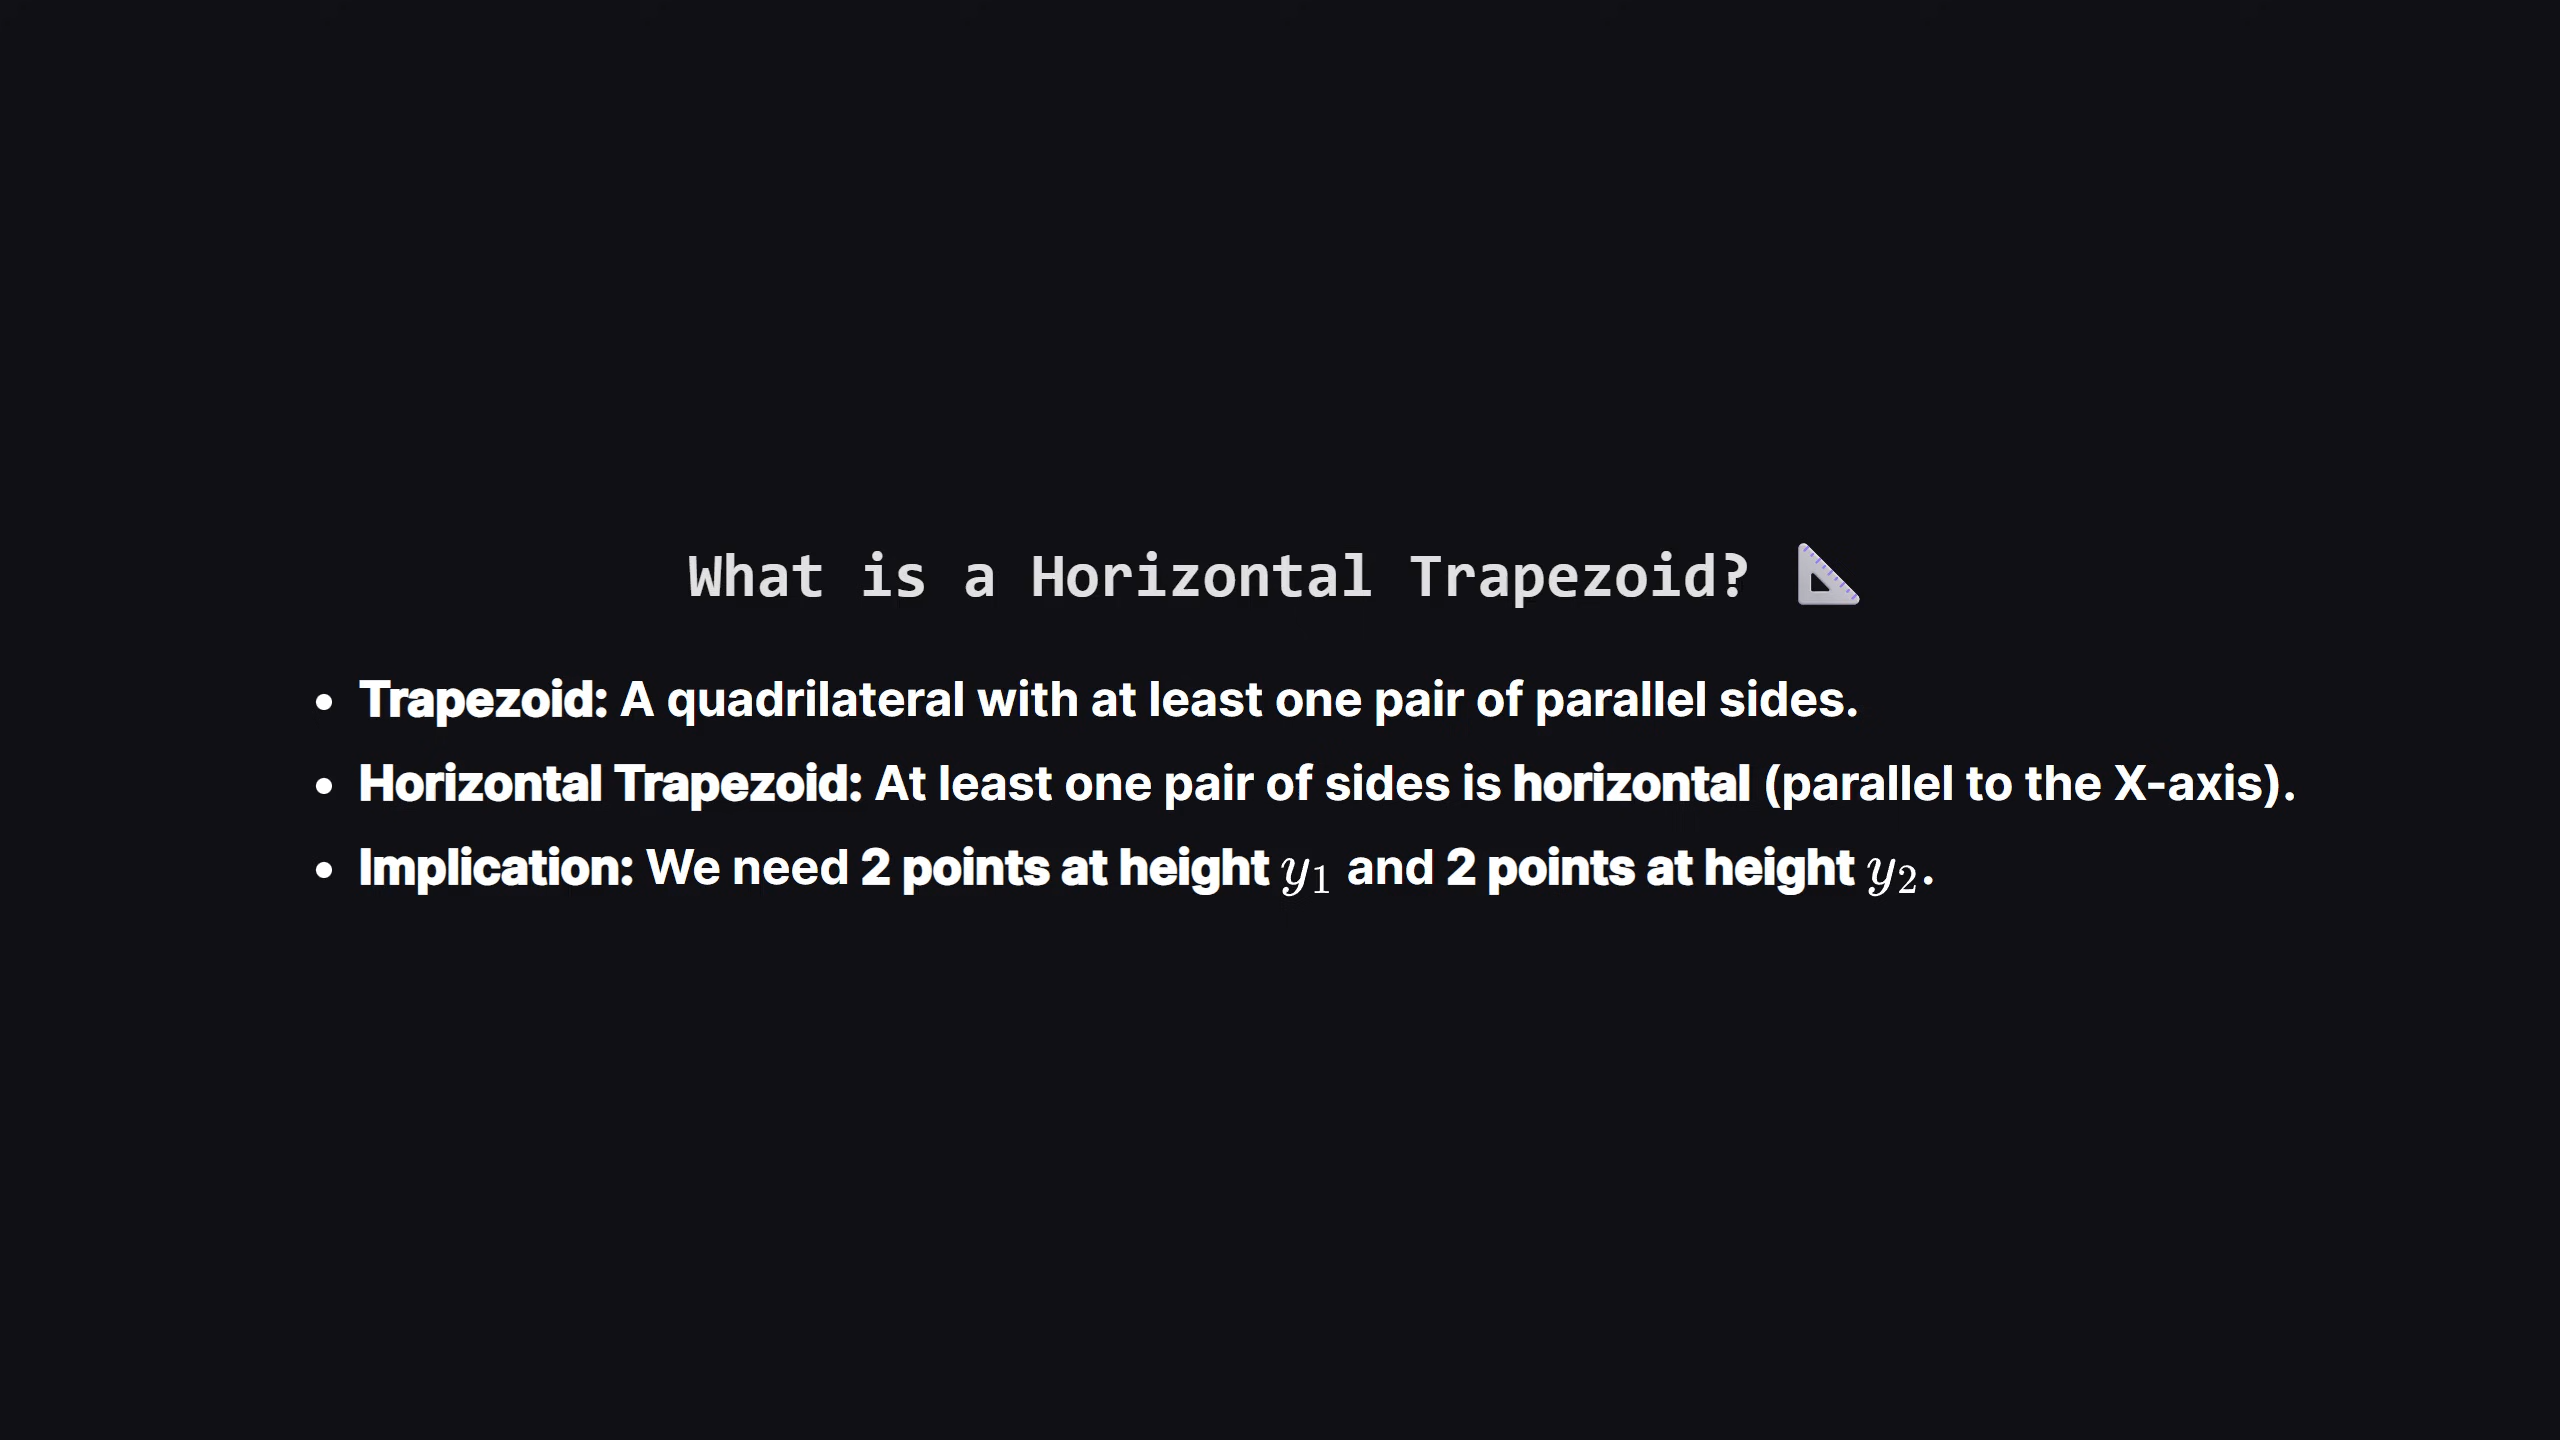 What is a Horizontal Trapezoid? 📐
• Trapezoid: A quadrilateral with at least one pair of parallel sides.
• Horizontal Trapezoid: At least one pair of sides is horizontal (parallel to the X-axis).
• Implication: We need 2 points at height y₁ and 2 points at height y₂.